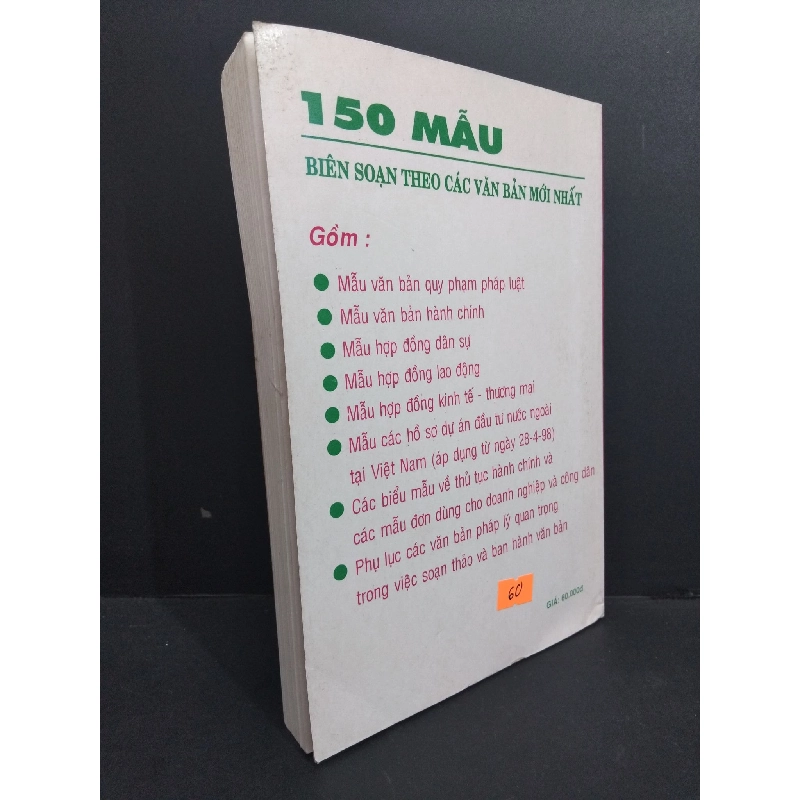 150 MẪU
BIÊN SOẠN THEO CÁC VĂN BẢN MỚI NHẤT
Gồm :
Mẫu văn bản quy phạm pháp luật
Mẫu văn bản hành chính
Mẫu hợp đồng dân sự
Mẫu hợp đồng lao động
Mẫu hợp đồng kinh tế - thương mại
Mẫu các hồ sơ dự án đầu tư nước ngoài
tại Việt Nam (áp dụng từ ngày 28-4-98)
Các biểu mẫu về thủ tục hành chính và
các mẫu đơn dùng cho doanh nghiệp và công dân
Phụ lục các văn bản pháp lý quan trọng
trong việc soạn thảo và ban hành văn bản
60
GIÁ: 60.000đ